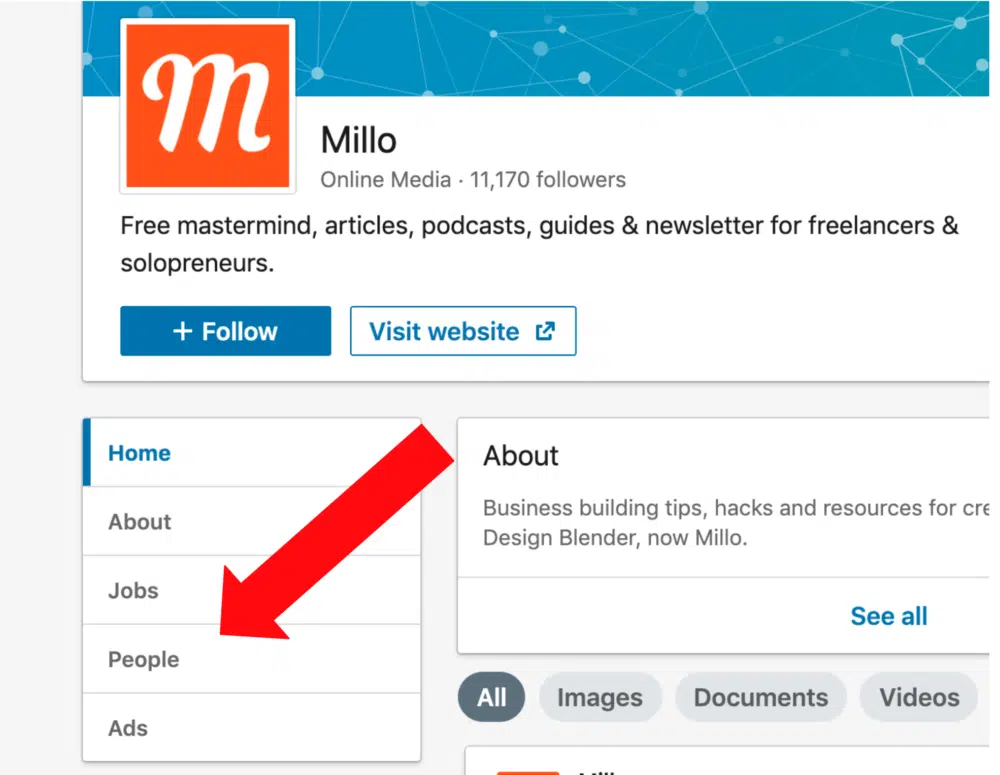 m
Millo
Online Media · 11,170 followers
Free mastermind, articles, podcasts, guides & newsletter for freelancers &
solopreneurs.
+ Follow
Visit website
Home
About
Jobs
People
Ads
About
Business building tips, hacks and resources for cre
Design Blender, now Millo.
See all
All Images Documents Videos